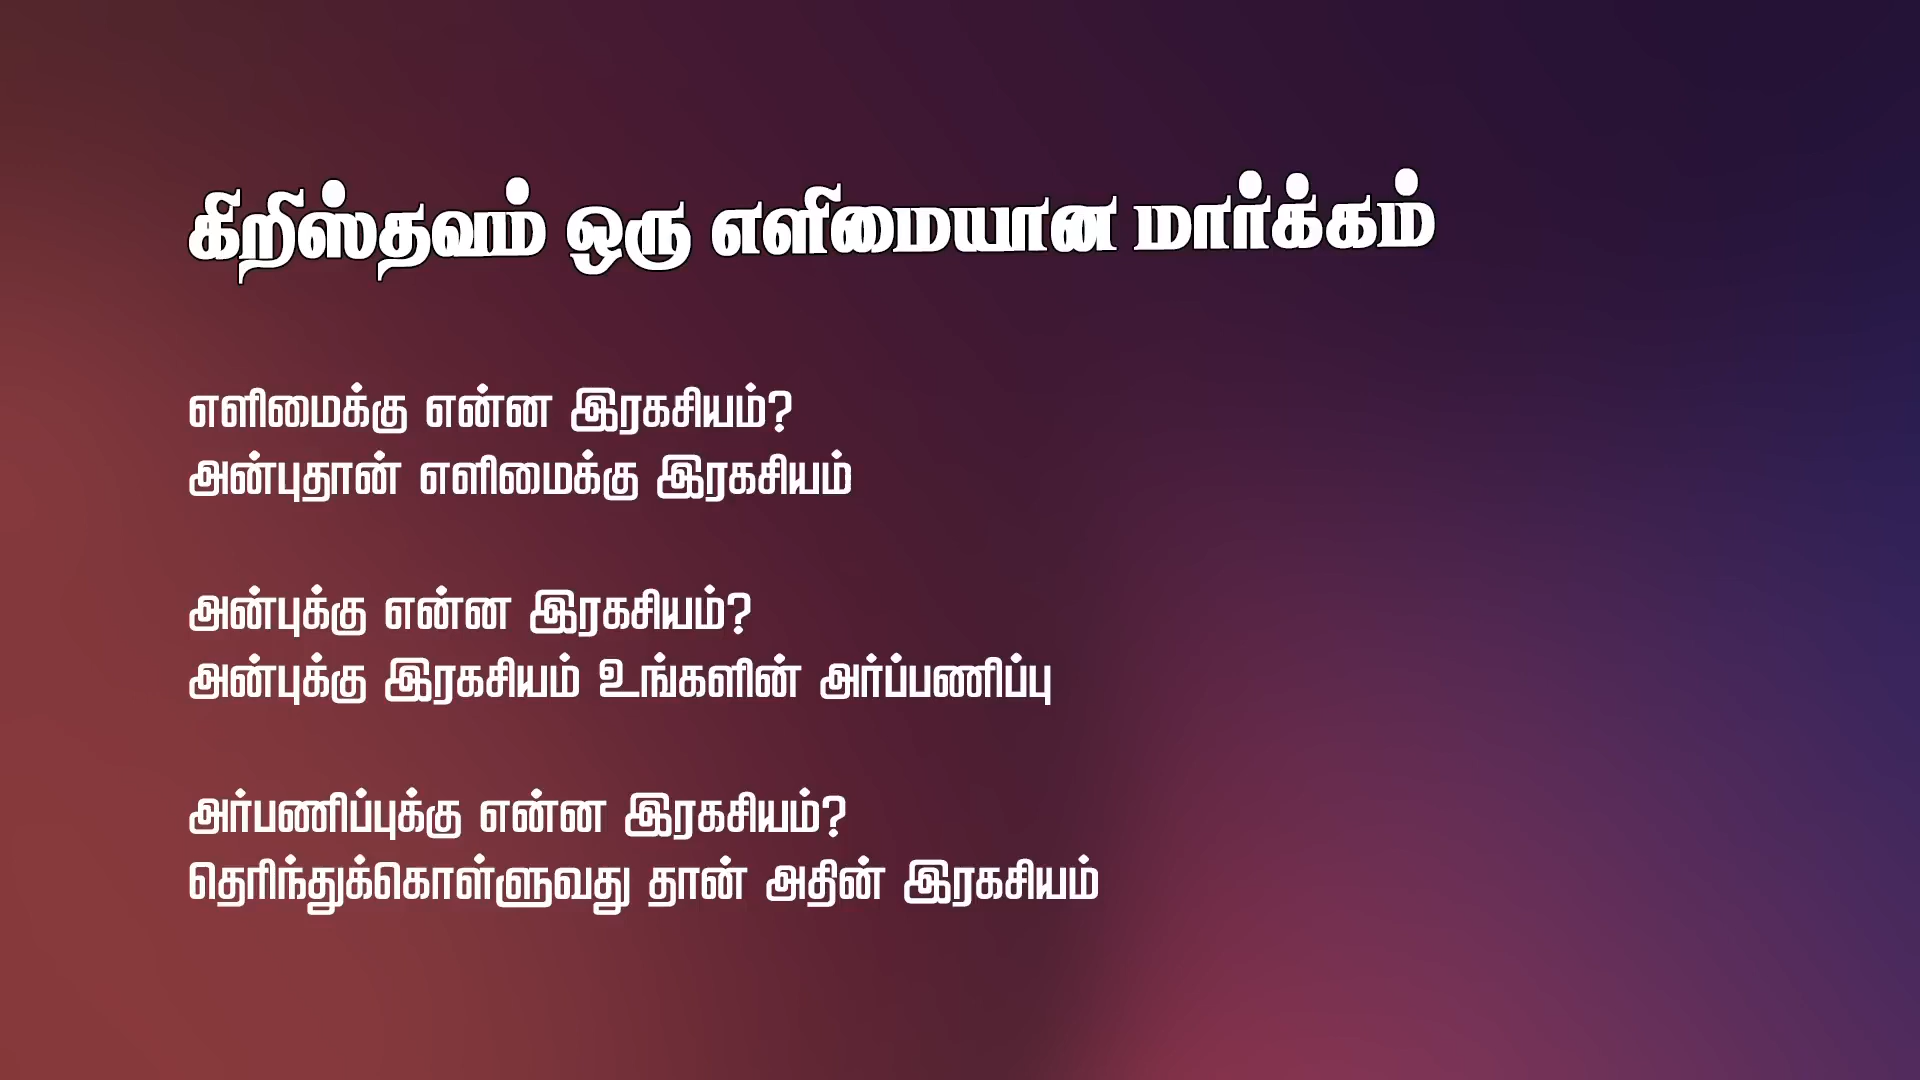 கிறிஸ்தவம் ஒரு எளிமையான மார்க்கம்
எளிமைக்கு என்ன இரகசியம்?
அன்புதான் எளிமைக்கு இரகசியம்
அன்புக்கு என்ன இரகசியம்?
அன்புக்கு இரகசியம் உங்களின் அர்ப்பணிப்பு
அர்பணிப்புக்கு என்ன இரகசியம்?
தெரிந்துக்கொள்ளுவது தான் அதின் இரகசியம்